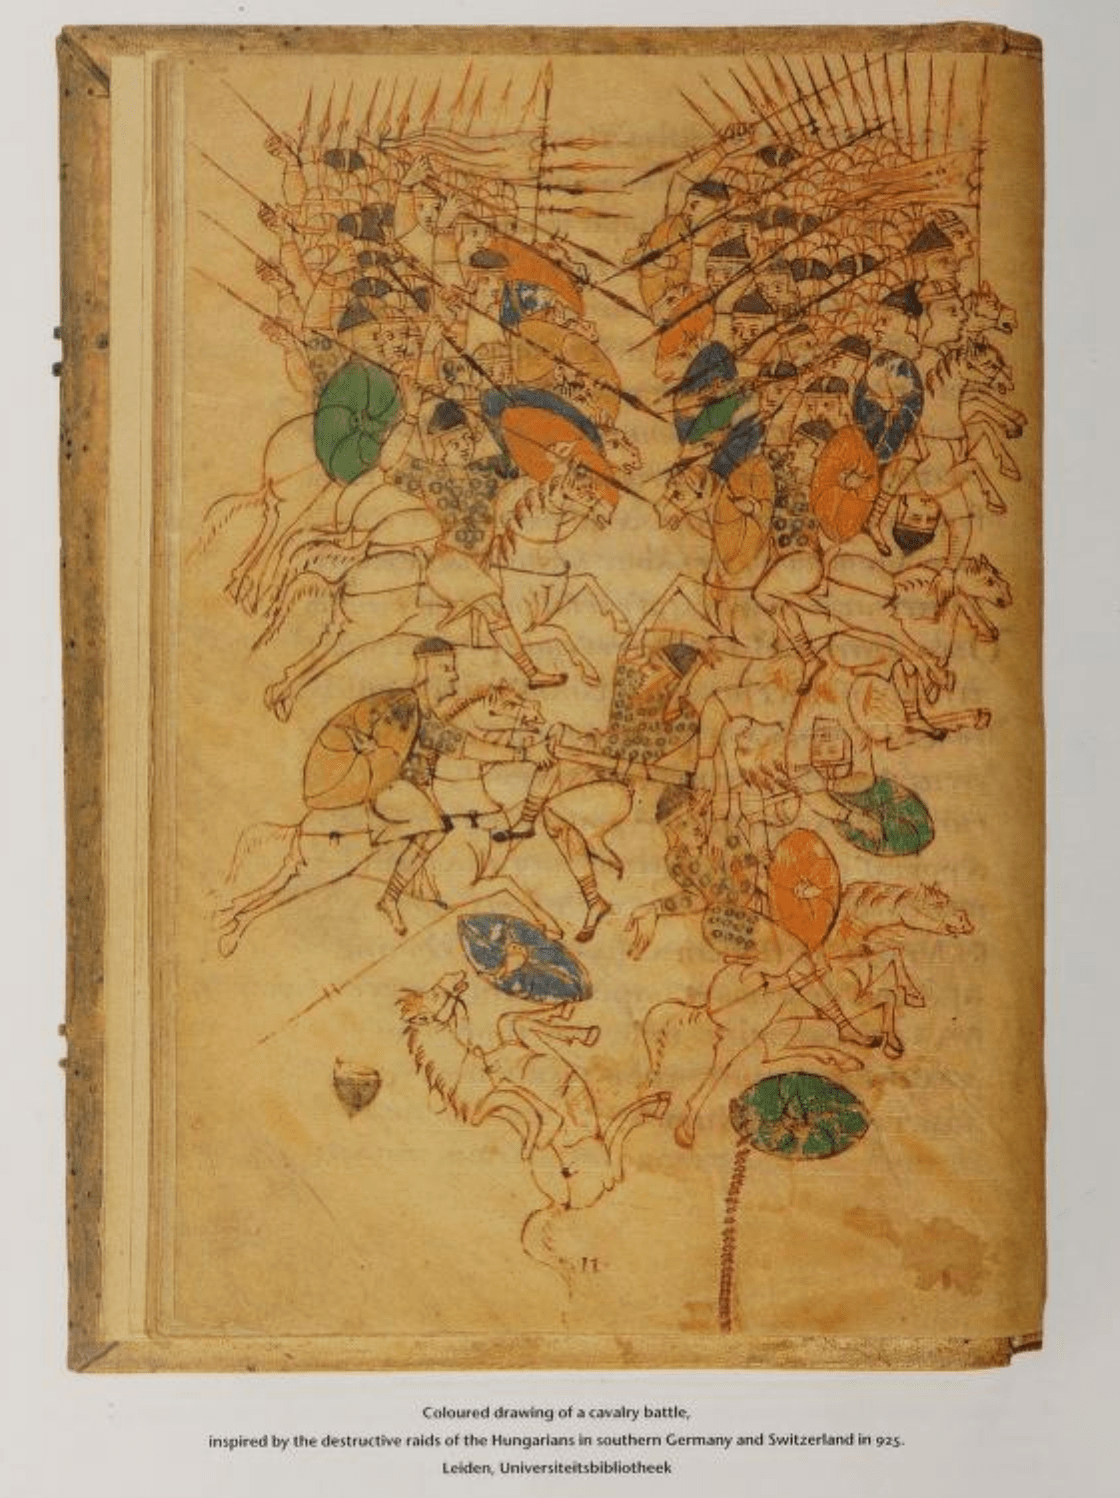 11
Coloured drawing of a cavalry battle,
inspired by the destructive raids of the Hungarians in southern Germany and Switzerland in 925.
Leiden, Universiteitsbibliotheek